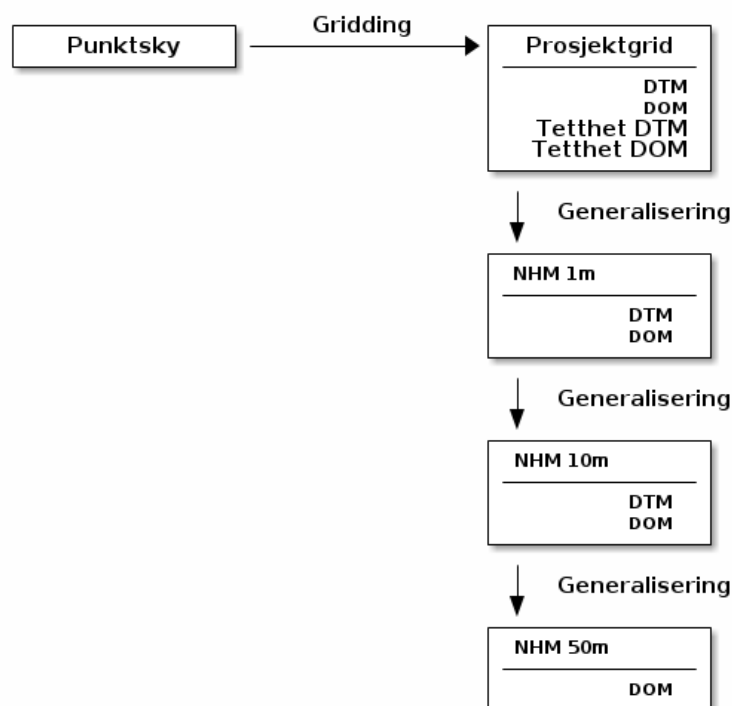 Punktsky
Gridding
Prosjektgrid
DTM
DOM
Tetthet DTM
Tetthet DOM
Generalisering
NHM 1m
DTM
DOM
Generalisering
NHM 10m
DTM
DOM
Generalisering
NHM 50m
DOM